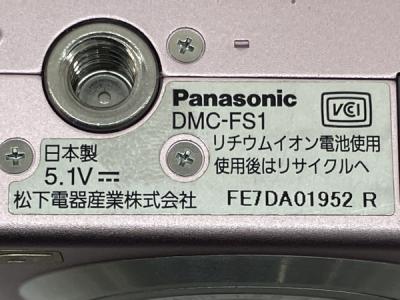 Panasonic
DMC-FS1
VCI
リチウムイオン電池使用
使用後はリサイクルへ
日本製
5.1V⎓
松下電器産業株式会社
FE7DA01952 R